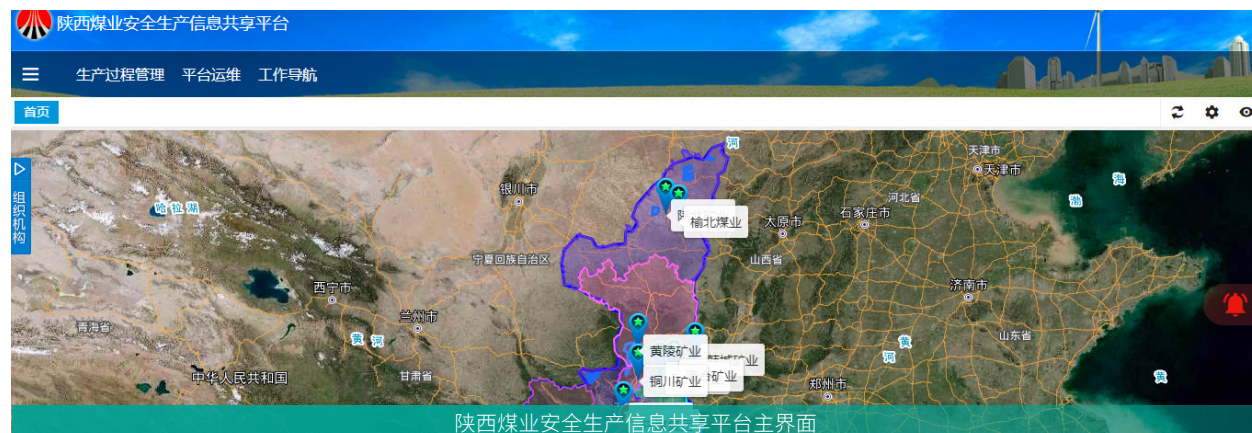 陕西煤业安全生产信息共享平台
生产过程管理 平台运维 工作导航
首页
组织机构
河
天津市
天津市
海
渤
银川市
河北省
哈拉湖
石家庄市
太原市
榆北煤业
宁夏回族自治区
山西省
西宁市
济南市
兰州市
青海省
黄河
黄河
山东省
黄陵矿业
中华人民共和国
甘肃省
铜川矿业
郑州市
黄
陕西煤业安全生产信息共享平台主界面